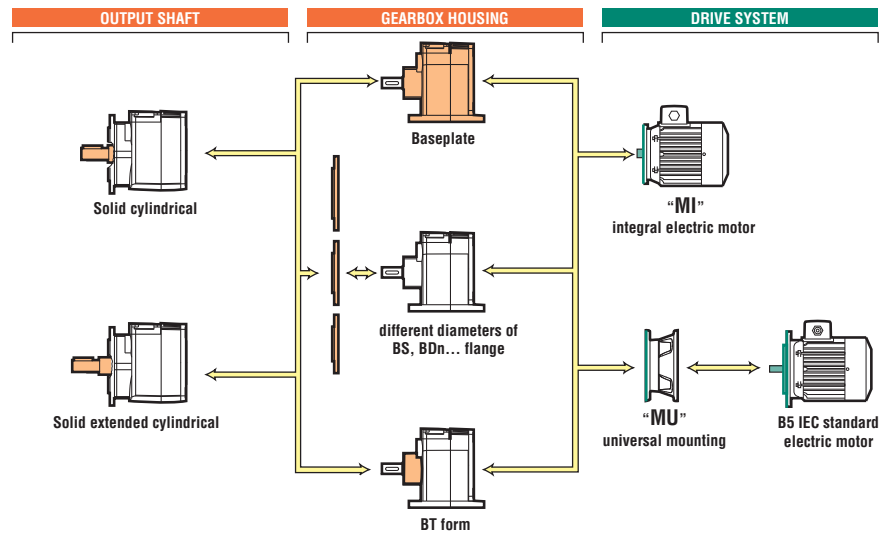 OUTPUT SHAFT
GEARBOX HOUSING
DRIVE SYSTEM
Baseplate
Solid cylindrical
“MI”
integral electric motor
different diameters of
BS, BDn... flange
Solid extended cylindrical
“MU”
universal mounting
B5 IEC standard
electric motor
BT form